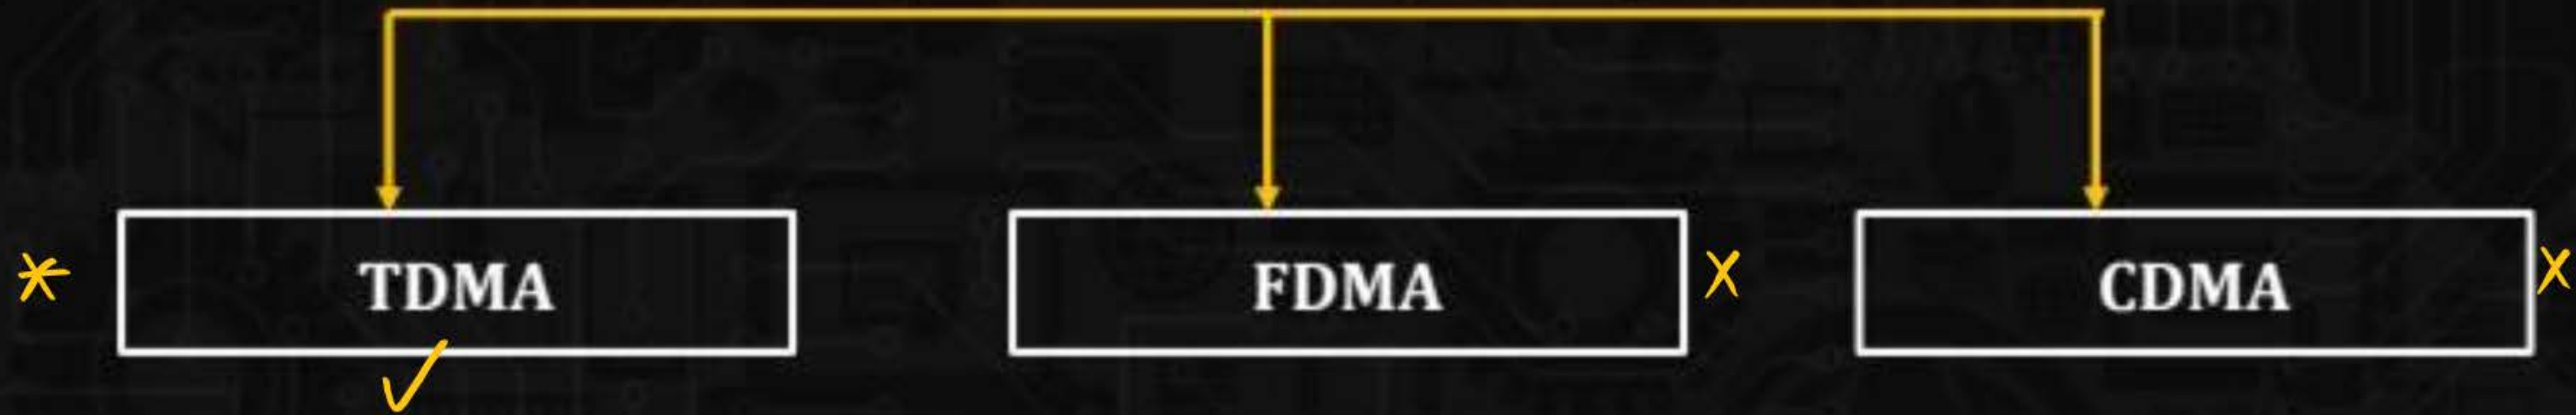 * TDMA FDMA X CDMA X
✓